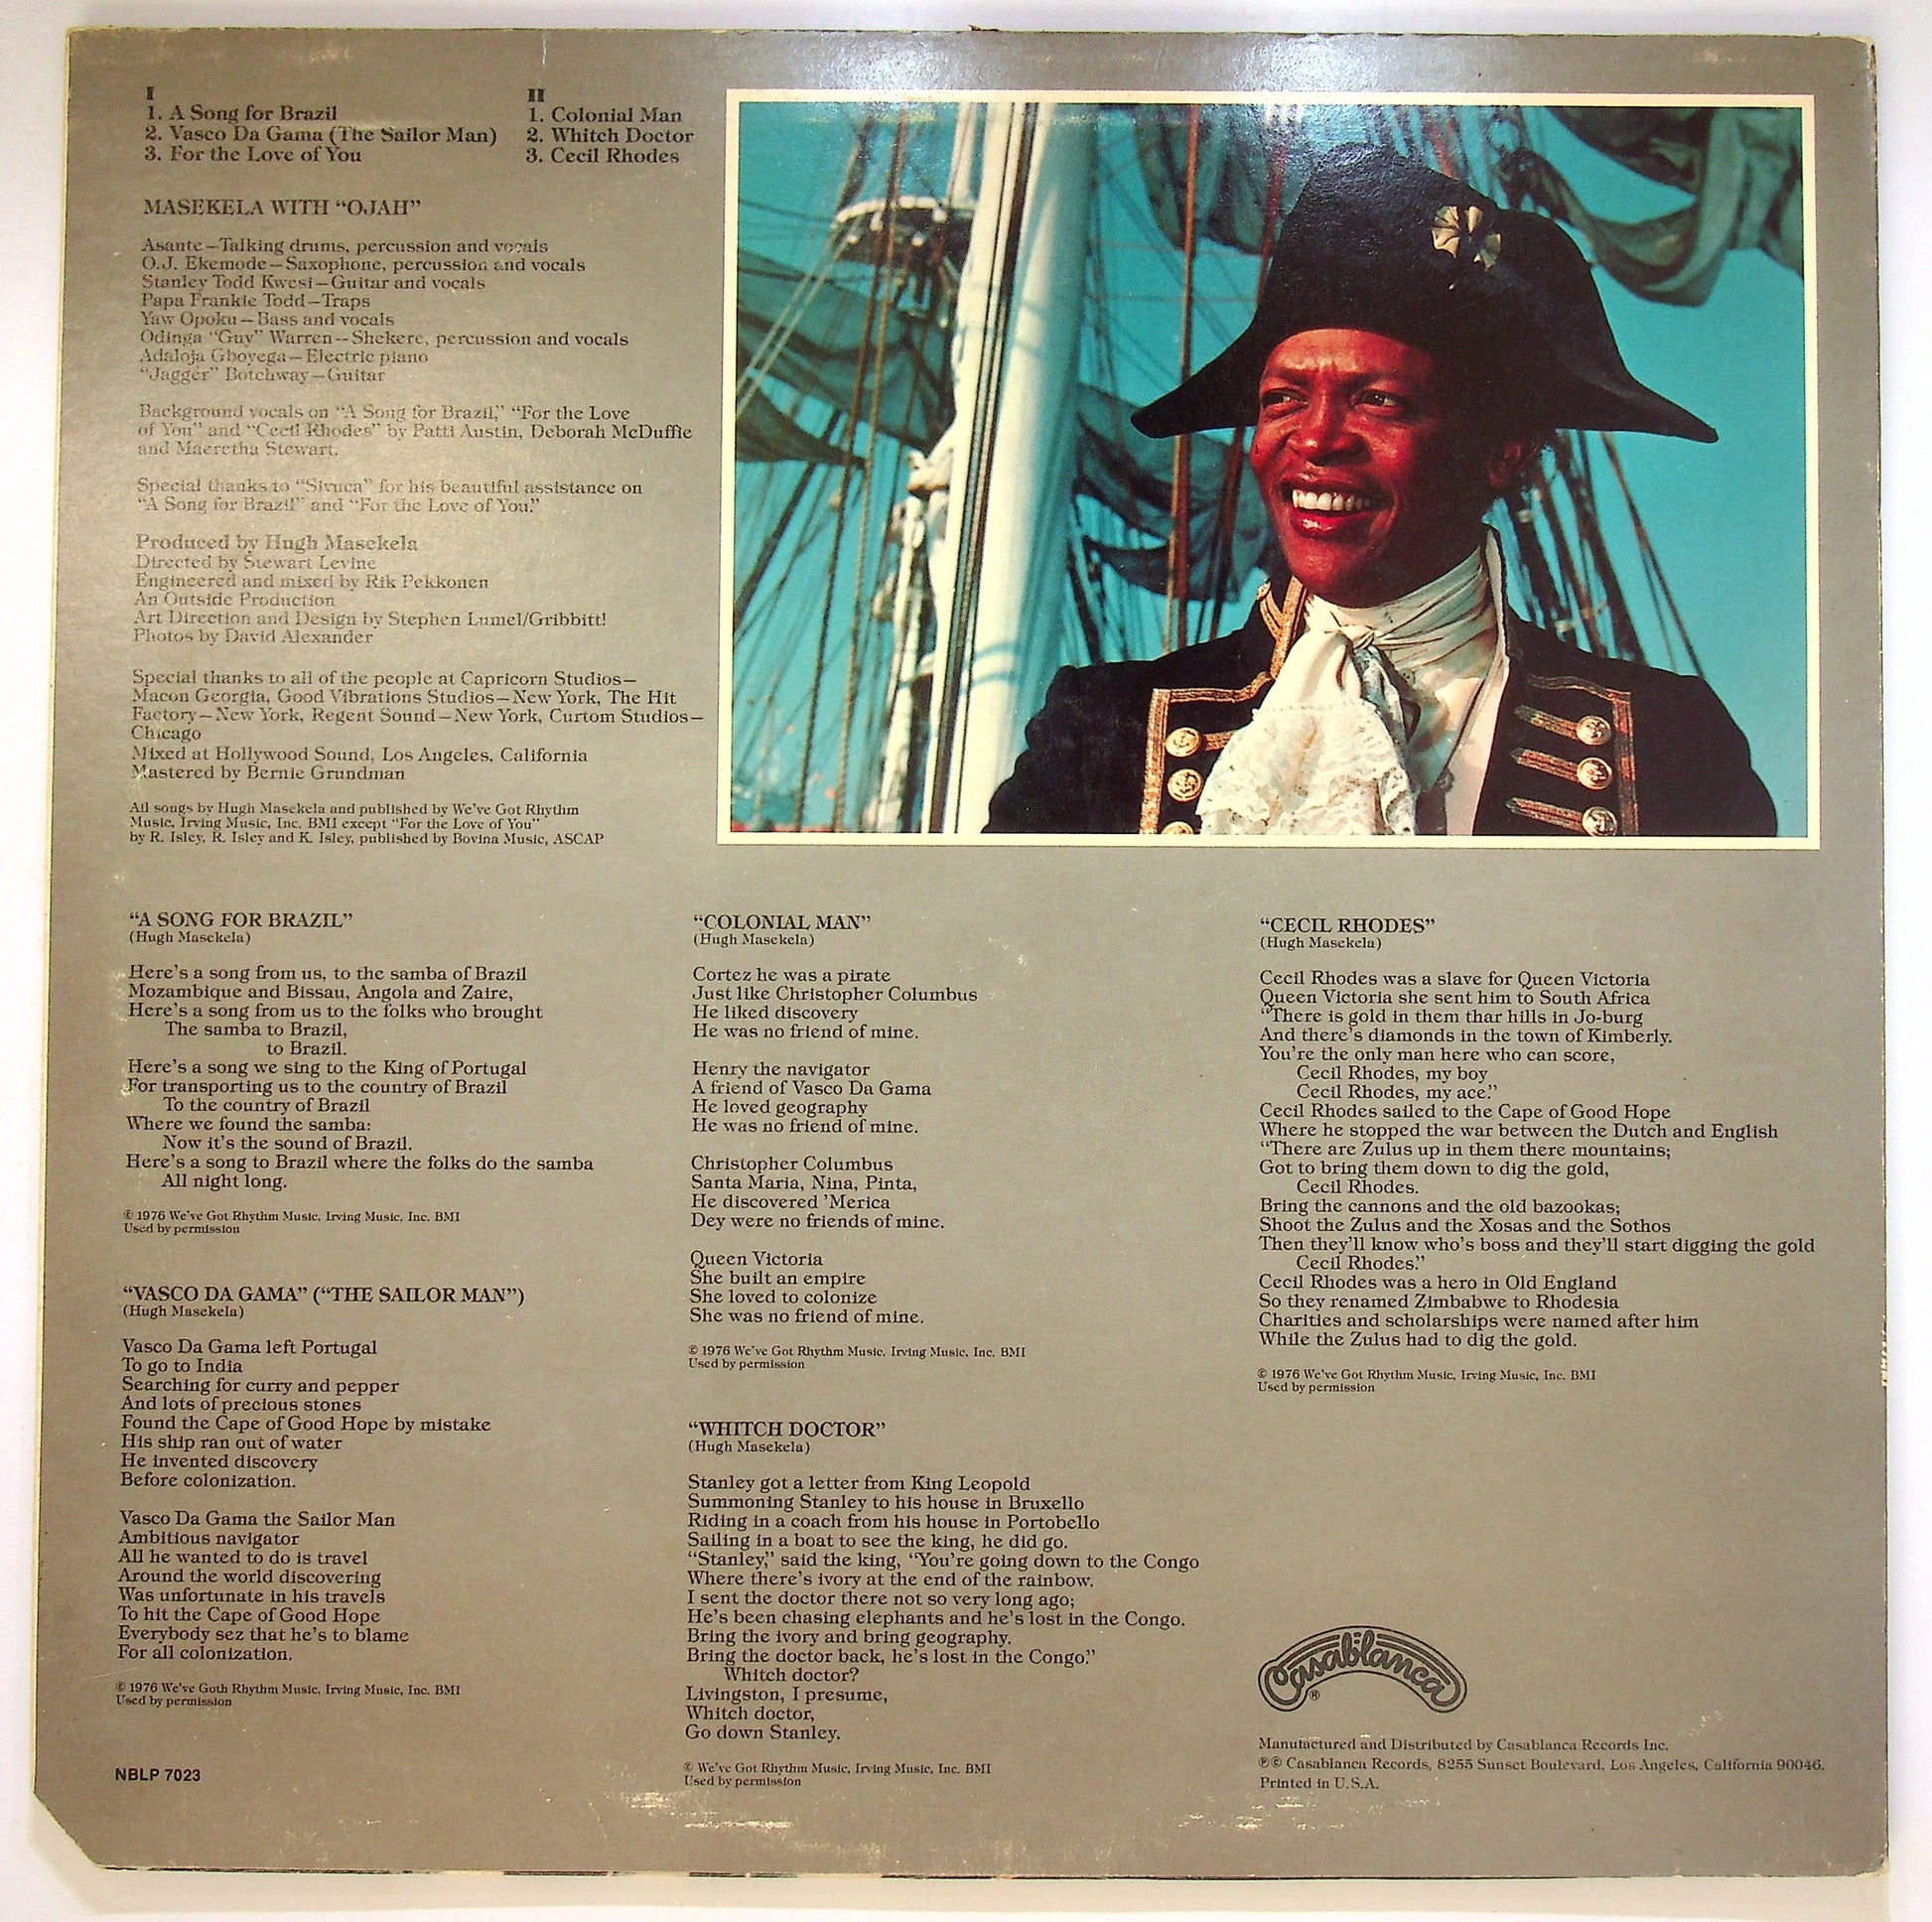 I
1. A Song for Brazil
2. Vasco Da Gama (The Sailor Man)
3. For the Love of You
II
1. Colonial Man
2. Whitch Doctor
3. Cecil Rhodes
MASEKELA WITH “OJAH”
Asante—Talking drums, percussion and vocals
O.J. Ekemode—Saxophone, percussion and vocals
Stanley Todd Kwesi—Guitar and vocals
Papa Frankie Todd—Traps
Yaw Opoku—Bass and vocals
Odinga “Guy” Warren—Shekere, percussion and vocals
Adaloja Gboyega—Electric piano
“Jagger” Botchway—Guitar
Background vocals on “A Song for Brazil,” “For the Love
of You” and “Cecil Rhodes” by Patti Austin, Deborah McDuffie
and Maeretha Stewart.
Special thanks to “Sivuca” for his beautiful assistance on
“A Song for Brazil” and “For the Love of You.”
Produced by Hugh Masekela
Directed by Stewart Levine
Engineered and mixed by Rik Pekkonen
An Outside Production
Art Direction and Design by Stephen Lumel/Gribbitt!
Photos by David Alexander
Special thanks to all of the people at Capricorn Studios—
Macon Georgia, Good Vibrations Studios—New York, The Hit
Factory—New York, Regent Sound—New York, Curtom Studios—
Chicago
Mixed at Hollywood Sound, Los Angeles, California
Mastered by Bernie Grundman
All songs by Hugh Masekela and published by We’ve Got Rhythm
Music, Irving Music, Inc. BMI except “For the Love of You”
by R. Isley, R. Isley and K. Isley, published by Bovina Music, ASCAP
“A SONG FOR BRAZIL”
(Hugh Masekela)
Here’s a song from us, to the samba of Brazil
Mozambique and Bissau, Angola and Zaire,
Here’s a song from us to the folks who brought
The samba to Brazil,
to Brazil.
Here’s a song we sing to the King of Portugal
For transporting us to the country of Brazil
To the country of Brazil
Where we found the samba:
Now it’s the sound of Brazil.
Here’s a song to Brazil where the folks do the samba
All night long.
© 1976 We’ve Got Rhythm Music, Irving Music, Inc. BMI
Used by permission
“VASCO DA GAMA” (“THE SAILOR MAN”)
(Hugh Masekela)
Vasco Da Gama left Portugal
To go to India
Searching for curry and pepper
And lots of precious stones
Found the Cape of Good Hope by mistake
His ship ran out of water
He invented discovery
Before colonization.
Vasco Da Gama the Sailor Man
Ambitious navigator
All he wanted to do is travel
Around the world discovering
Was unfortunate in his travels
To hit the Cape of Good Hope
Everybody sez that he’s to blame
For all colonization.
© 1976 We’ve Goth Rhythm Music, Irving Music, Inc. BMI
Used by permission
NBLP 7023
“COLONIAL MAN”
(Hugh Masekela)
Cortez he was a pirate
Just like Christopher Columbus
He liked discovery
He was no friend of mine.
Henry the navigator
A friend of Vasco Da Gama
He loved geography
He was no friend of mine.
Christopher Columbus
Santa Maria, Nina, Pinta,
He discovered ’Merica
Dey were no friends of mine.
Queen Victoria
She built an empire
She loved to colonize
She was no friend of mine.
© 1976 We’ve Got Rhythm Music, Irving Music, Inc. BMI
Used by permission
“WHITCH DOCTOR”
(Hugh Masekela)
Stanley got a letter from King Leopold
Summoning Stanley to his house in Bruxello
Riding in a coach from his house in Portobello
Sailing in a boat to see the king, he did go.
“Stanley,” said the king, “You’re going down to the Congo
Where there’s ivory at the end of the rainbow.
I sent the doctor there not so very long ago;
He’s been chasing elephants and he’s lost in the Congo.
Bring the ivory and bring geography.
Bring the doctor back, he’s lost in the Congo.”
Whitch doctor?
Livingston, I presume,
Whitch doctor,
Go down Stanley.
© We’ve Got Rhythm Music, Irving Music, Inc. BMI
Used by permission
“CECIL RHODES”
(Hugh Masekela)
Cecil Rhodes was a slave for Queen Victoria
Queen Victoria she sent him to South Africa
“There is gold in them thar hills in Jo-burg
And there’s diamonds in the town of Kimberly.
You’re the only man here who can score,
Cecil Rhodes, my boy
Cecil Rhodes, my ace.”
Cecil Rhodes sailed to the Cape of Good Hope
Where he stopped the war between the Dutch and English
“There are Zulus up in them there mountains;
Got to bring them down to dig the gold,
Cecil Rhodes.
Bring the cannons and the old bazookas;
Shoot the Zulus and the Xosas and the Sothos
Then they’ll know who’s boss and they’ll start digging the gold
Cecil Rhodes.”
Cecil Rhodes was a hero in Old England
So they renamed Zimbabwe to Rhodesia
Charities and scholarships were named after him
While the Zulus had to dig the gold.
© 1976 We’ve Got Rhythm Music, Irving Music, Inc. BMI
Used by permission
Casablanca®
Manufactured and Distributed by Casablanca Records Inc.
℗© Casablanca Records, 8255 Sunset Boulevard, Los Angeles, California 90046.
Printed in U.S.A.